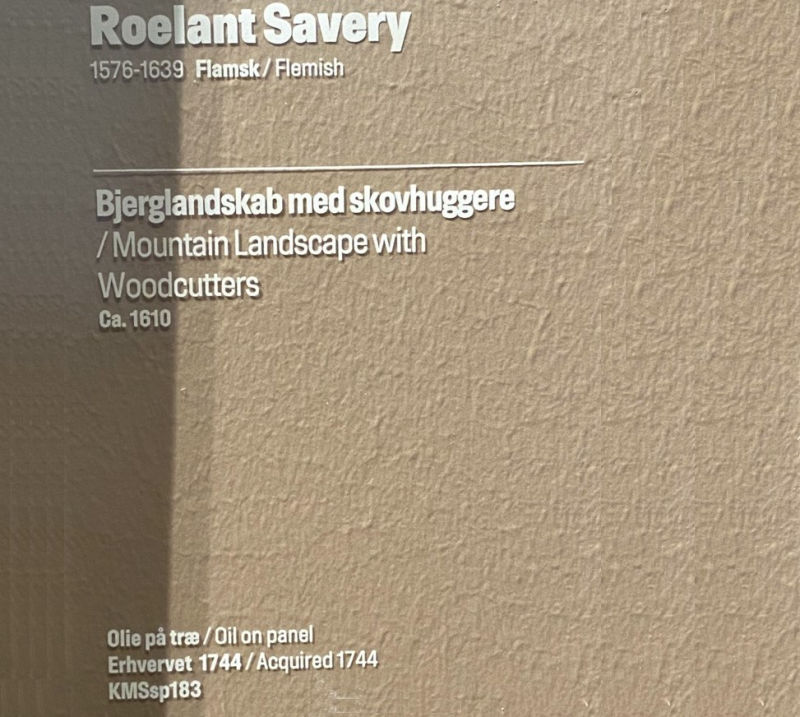 Roelant Savery
1576-1639 Flamsk / Flemish
Bjerglandskab med skovhuggere
/ Mountain Landscape with
Woodcutters
Ca. 1610
Olie på træ / Oil on panel
Erhvervet 1744 / Acquired 1744
KMSsp183